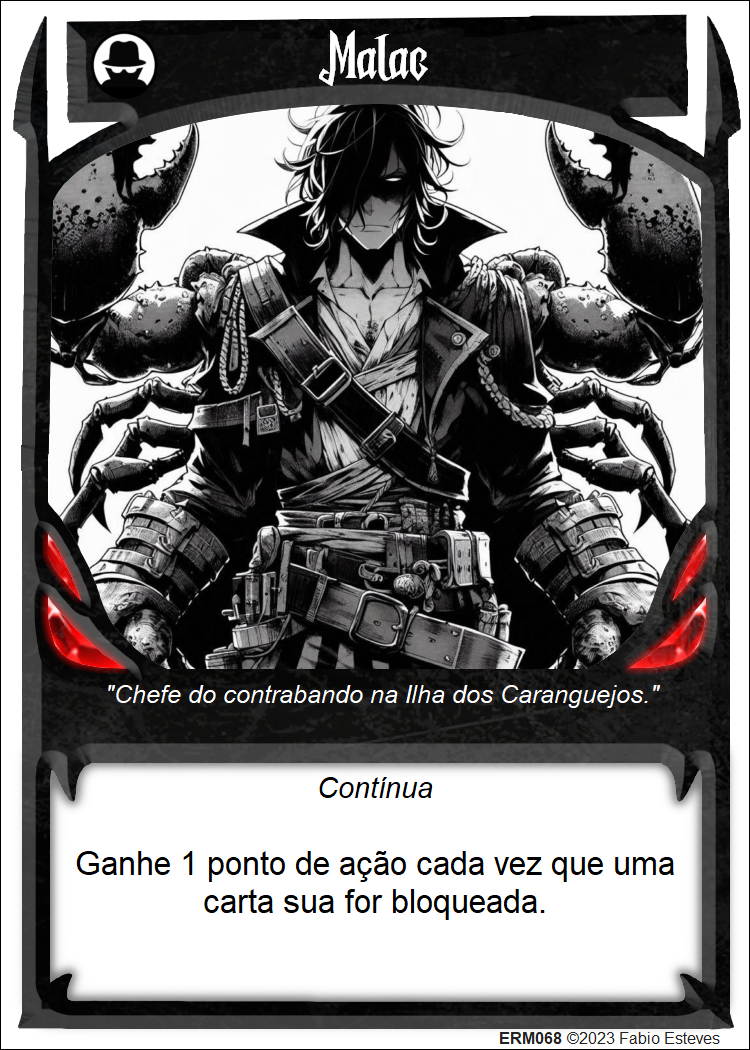 Malac
"Chefe do contrabando na Ilha dos Caranguejos."
Contínua
Ganhe 1 ponto de ação cada vez que uma
carta sua for bloqueada.
ERM068 ©2023 Fabio Esteves